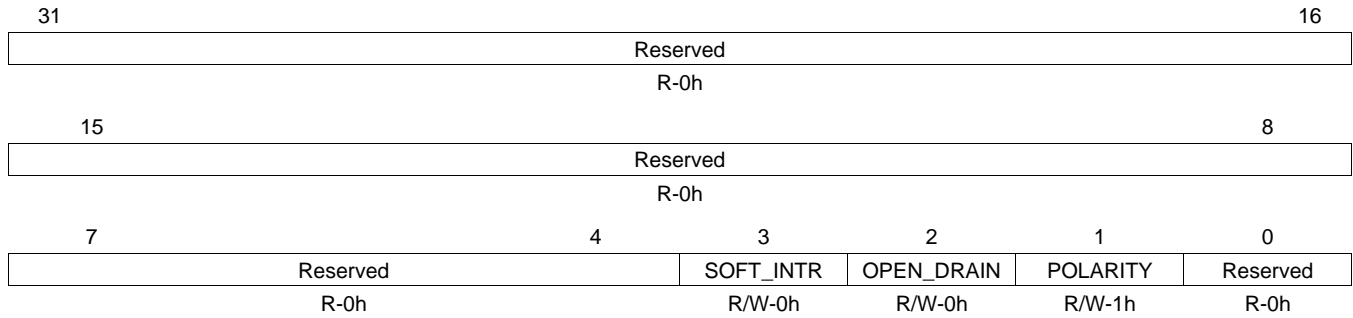 31 16
Reserved
R-0h
15 8
Reserved
R-0h
7 4 3 2 1 0
Reserved SOFT_INTR OPEN_DRAIN POLARITY Reserved
R-0h R/W-0h R/W-0h R/W-1h R-0h